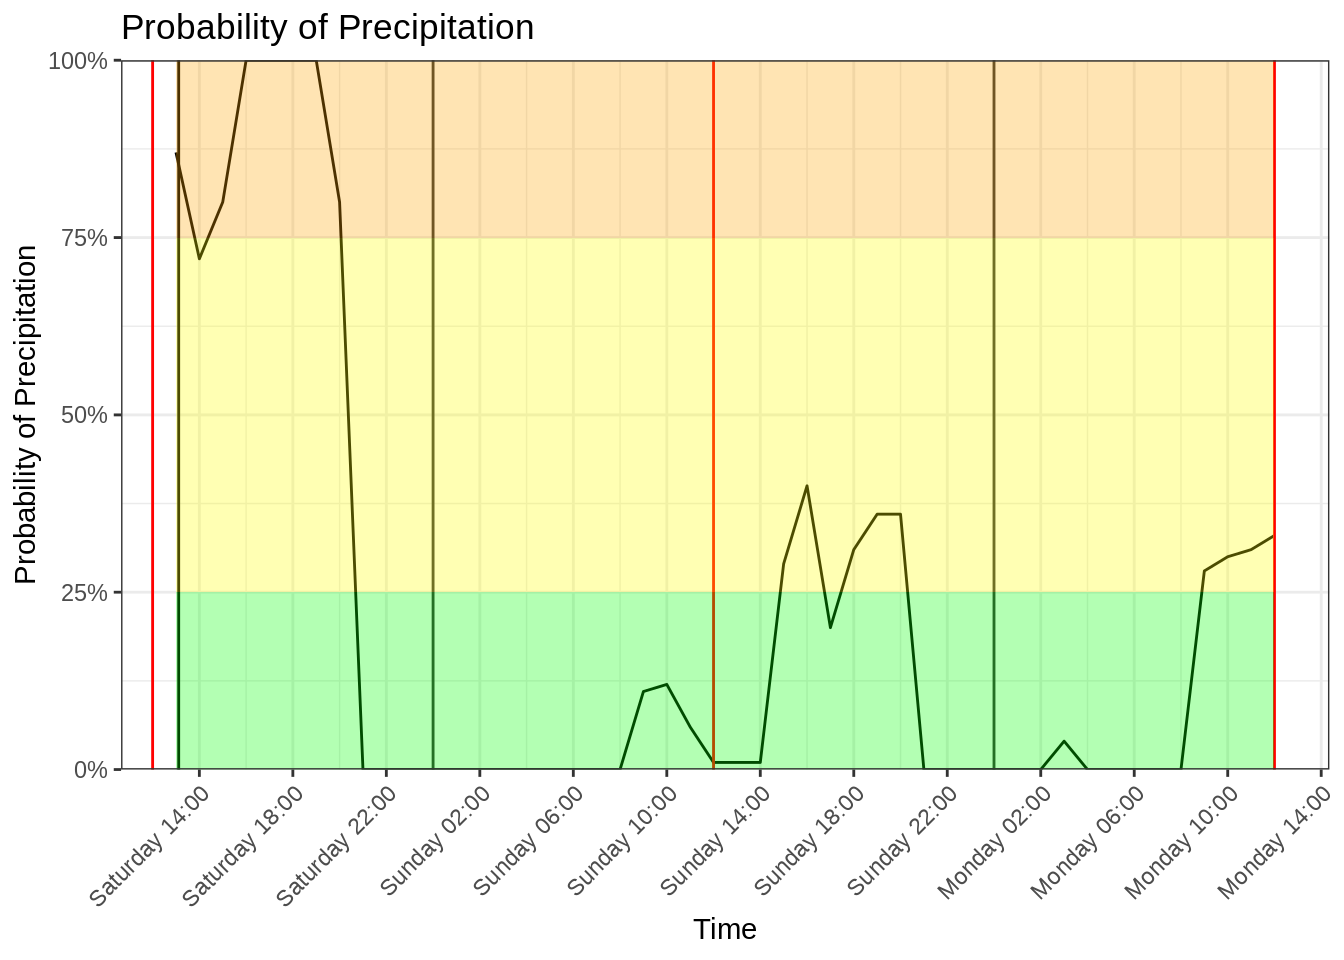 Probability of Precipitation
Probability of Precipitation
100%
75%
50%
25%
0%
Saturday 14:00
Saturday 18:00
Saturday 22:00
Sunday 02:00
Sunday 06:00
Sunday 10:00
Sunday 14:00
Sunday 18:00
Sunday 22:00
Monday 02:00
Monday 06:00
Monday 10:00
Monday 14:00
Time